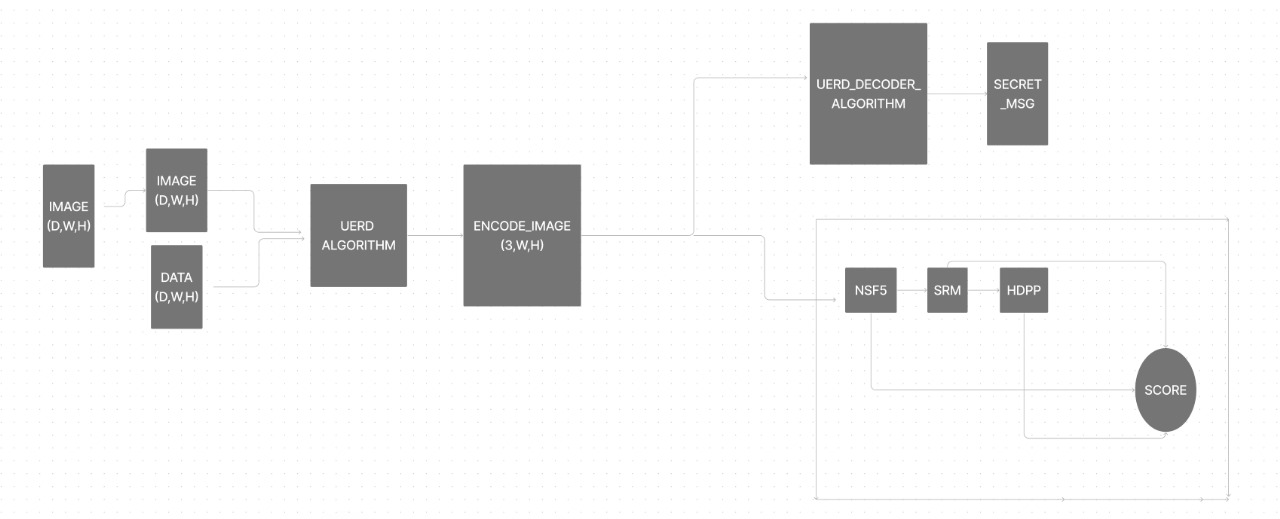 IMAGE
(D,W,H)
IMAGE
(D,W,H)
DATA
(D,W,H)
UERD
ALGORITHM
ENCODE_IMAGE
(3,W,H)
UERD_DECODER_
ALGORITHM
SECRET
_MSG
NSF5
SRM
HDPP
SCORE